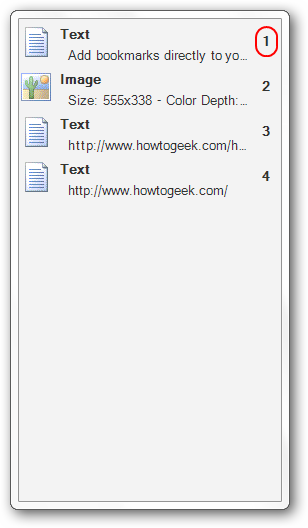 Text 1
Add bookmarks directly to yo...
Image 2
Size: 555x338 - Color Depth:...
Text 3
http://www.howtogeek.com/h...
Text 4
http://www.howtogeek.com/